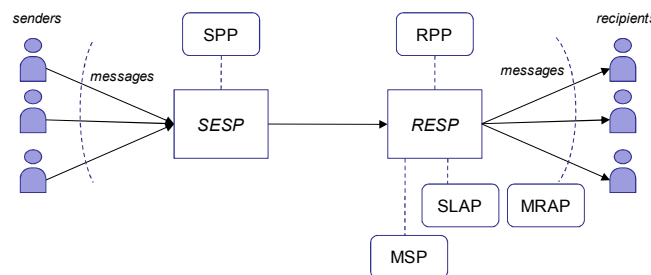 senders
recipients
SPP
RPP
messages
messages
SESP
RESP
SLAP
MRAP
MSP